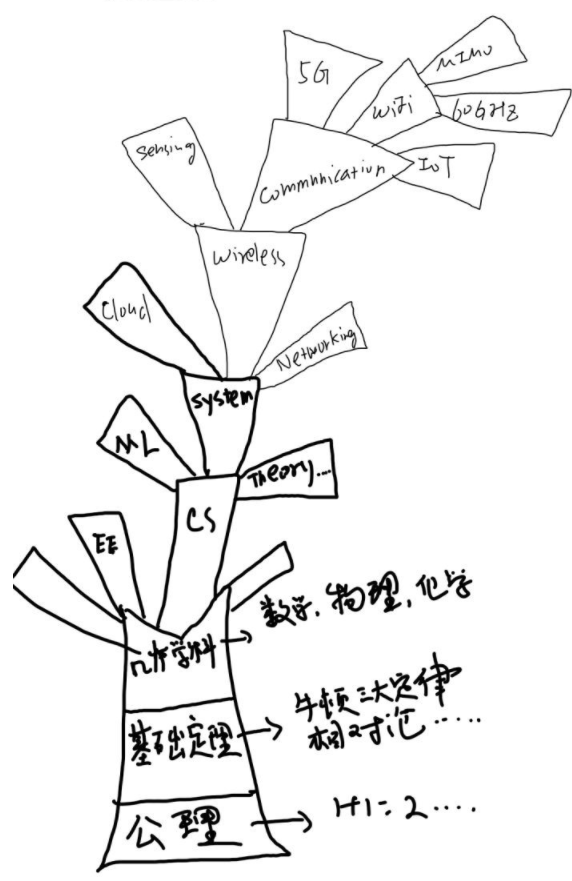 MIMO
5G
WiFi
60GHz
Sensing
Communication
IoT
Wireless
Cloud
Networking
System
ML
Theory....
CS
EE
数学, 物理, 化学
学科
牛顿三大定律
基础定理
相对论.....
公理
1+1=2....